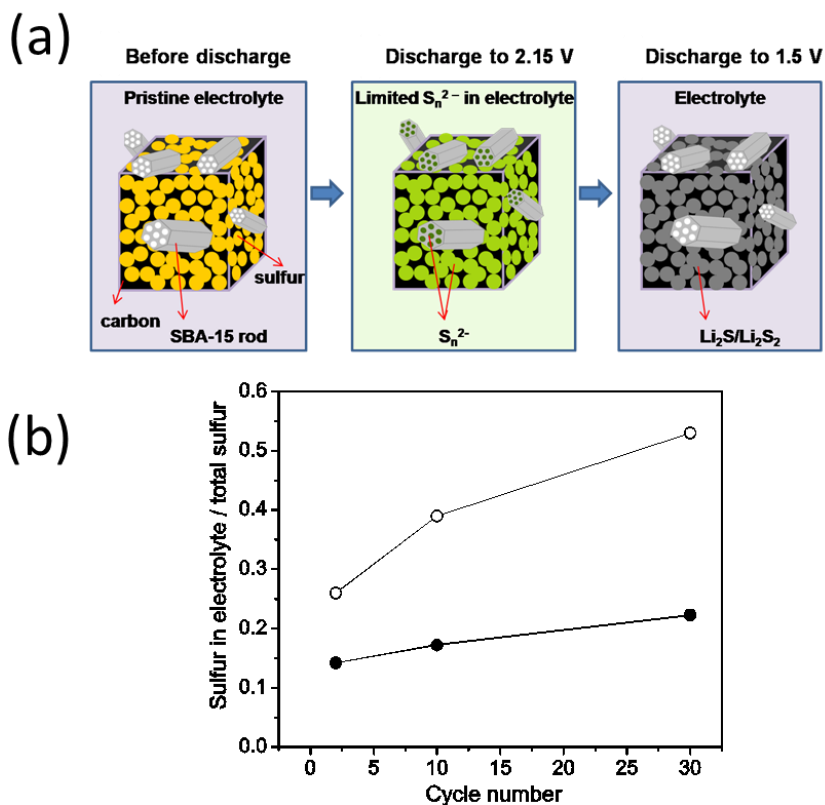 (a)
Before discharge
Discharge to 2.15 V
Discharge to 1.5 V
Pristine electrolyte
Limited Sₙ²⁻ in electrolyte
Electrolyte
sulfur
carbon
SBA-15 rod
Sₙ²⁻
Li₂S/Li₂S₂
(b)
Sulfur in electrolyte / total sulfur
0.6
0.5
0.4
0.3
0.2
0.1
0.0
0 5 10 15 20 25 30
Cycle number